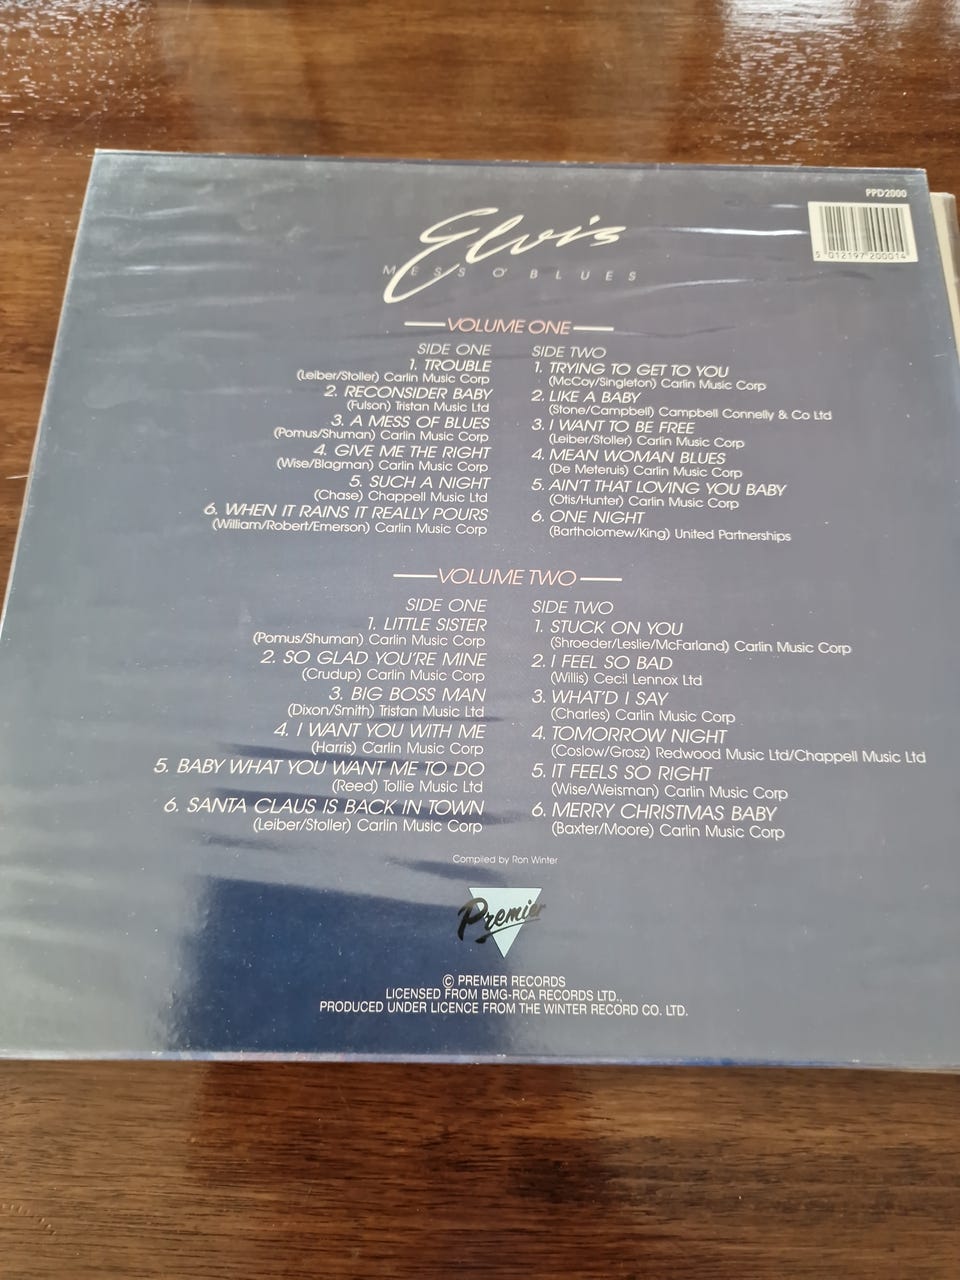 PPD2000
5 012197 200014
Elvis
MESS O' BLUES
VOLUME ONE
SIDE ONE
1. TROUBLE
(Leiber/Stoller) Carlin Music Corp
2. RECONSIDER BABY
(Fulson) Tristan Music Ltd
3. A MESS OF BLUES
(Pomus/Shuman) Carlin Music Corp
4. GIVE ME THE RIGHT
(Wise/Blagman) Carlin Music Corp
5. SUCH A NIGHT
(Chase) Chappell Music Ltd
6. WHEN IT RAINS IT REALLY POURS
(William/Robert/Emerson) Carlin Music Corp
SIDE TWO
1. TRYING TO GET TO YOU
(McCoy/Singleton) Carlin Music Corp
2. LIKE A BABY
(Stone/Campbell) Campbell Connelly & Co Ltd
3. I WANT TO BE FREE
(Leiber/Stoller) Carlin Music Corp
4. MEAN WOMAN BLUES
(De Meteruis) Carlin Music Corp
5. AIN'T THAT LOVING YOU BABY
(Otis/Hunter) Carlin Music Corp
6. ONE NIGHT
(Bartholomew/King) United Partnerships
VOLUME TWO
SIDE ONE
1. LITTLE SISTER
(Pomus/Shuman) Carlin Music Corp
2. SO GLAD YOU'RE MINE
(Crudup) Carlin Music Corp
3. BIG BOSS MAN
(Dixon/Smith) Tristan Music Ltd
4. I WANT YOU WITH ME
(Harris) Carlin Music Corp
5. BABY WHAT YOU WANT ME TO DO
(Reed) Tollie Music Ltd
6. SANTA CLAUS IS BACK IN TOWN
(Leiber/Stoller) Carlin Music Corp
SIDE TWO
1. STUCK ON YOU
(Shroeder/Leslie/McFarland) Carlin Music Corp
2. I FEEL SO BAD
(Willis) Cecil Lennox Ltd
3. WHAT'D I SAY
(Charles) Carlin Music Corp
4. TOMORROW NIGHT
(Coslow/Grosz) Redwood Music Ltd/Chappell Music Ltd
5. IT FEELS SO RIGHT
(Wise/Weisman) Carlin Music Corp
6. MERRY CHRISTMAS BABY
(Baxter/Moore) Carlin Music Corp
Compiled by Ron Winter
Premier
© PREMIER RECORDS
LICENSED FROM BMG-RCA RECORDS LTD.,
PRODUCED UNDER LICENCE FROM THE WINTER RECORD CO. LTD.